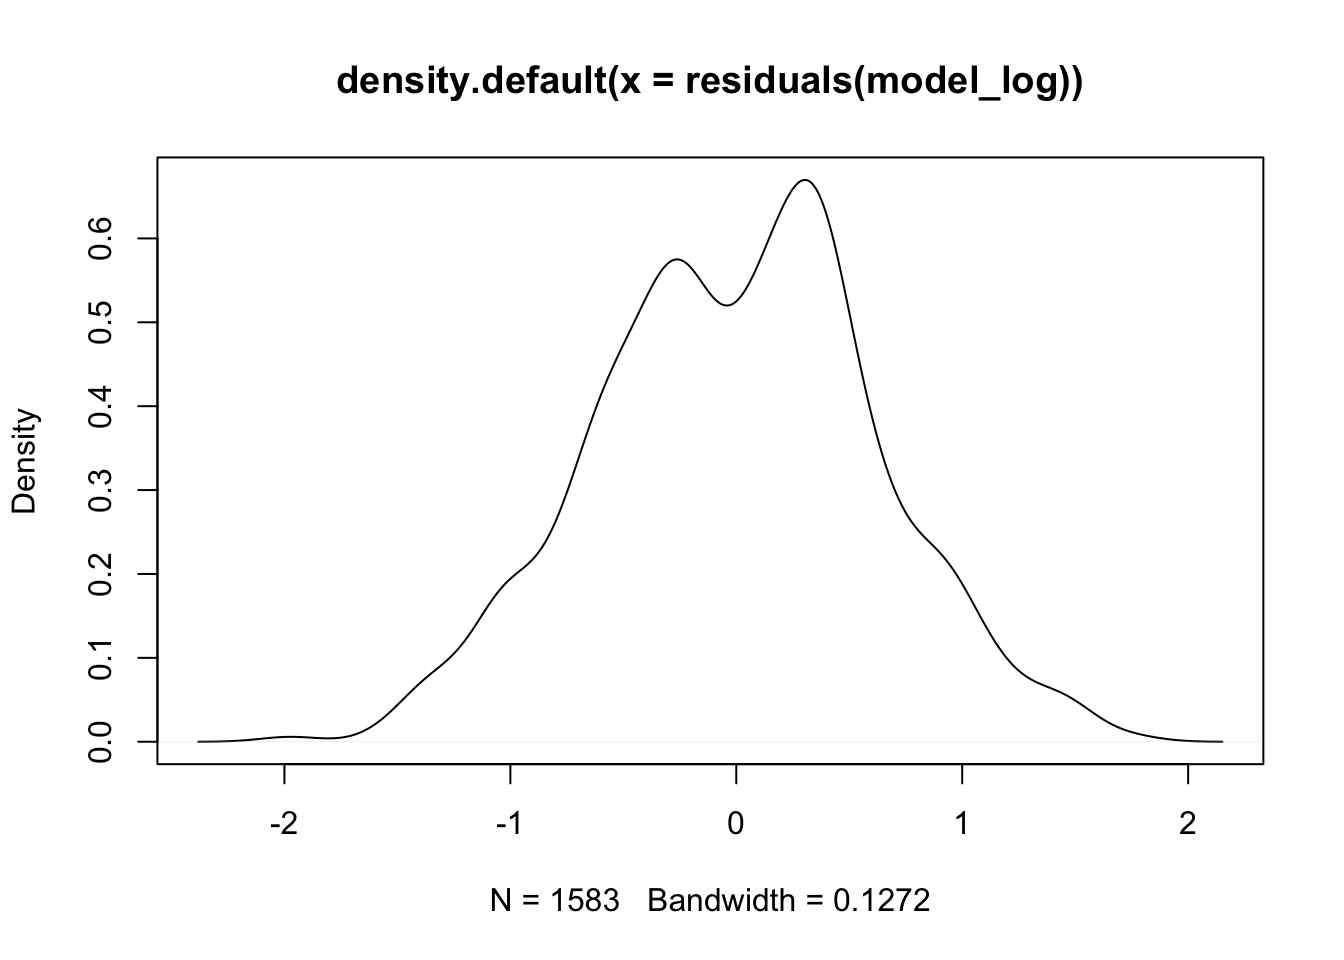 density.default(x = residuals(model_log))
Density
0.6
0.5
0.4
0.3
0.2
0.1
0.0
-2 -1 0 1 2
N = 1583 Bandwidth = 0.1272